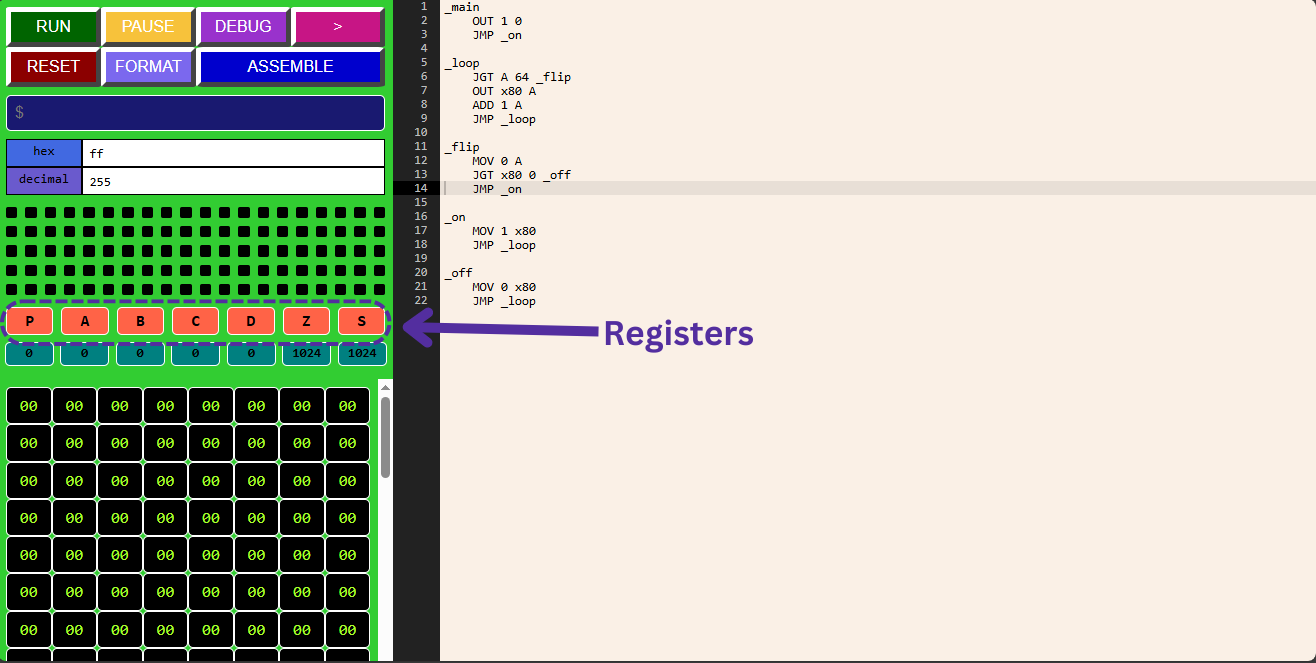 RUN PAUSE DEBUG >
RESET FORMAT ASSEMBLE
$
hex ff
decimal 255
P A B C D Z S
0 0 0 0 0 1024 1024
00 00 00 00 00 00 00 00
00 00 00 00 00 00 00 00
00 00 00 00 00 00 00 00
00 00 00 00 00 00 00 00
00 00 00 00 00 00 00 00
00 00 00 00 00 00 00 00
00 00 00 00 00 00 00 00
1 _main
2 OUT 1 0
3 JMP _on
4
5 _loop
6 JGT A 64 _flip
7 OUT x80 A
8 ADD 1 A
9 JMP _loop
10
11 _flip
12 MOV 0 A
13 JGT x80 0 _off
14 JMP _on
15
16 _on
17 MOV 1 x80
18 JMP _loop
19
20 _off
21 MOV 0 x80
22 JMP _loop
Registers